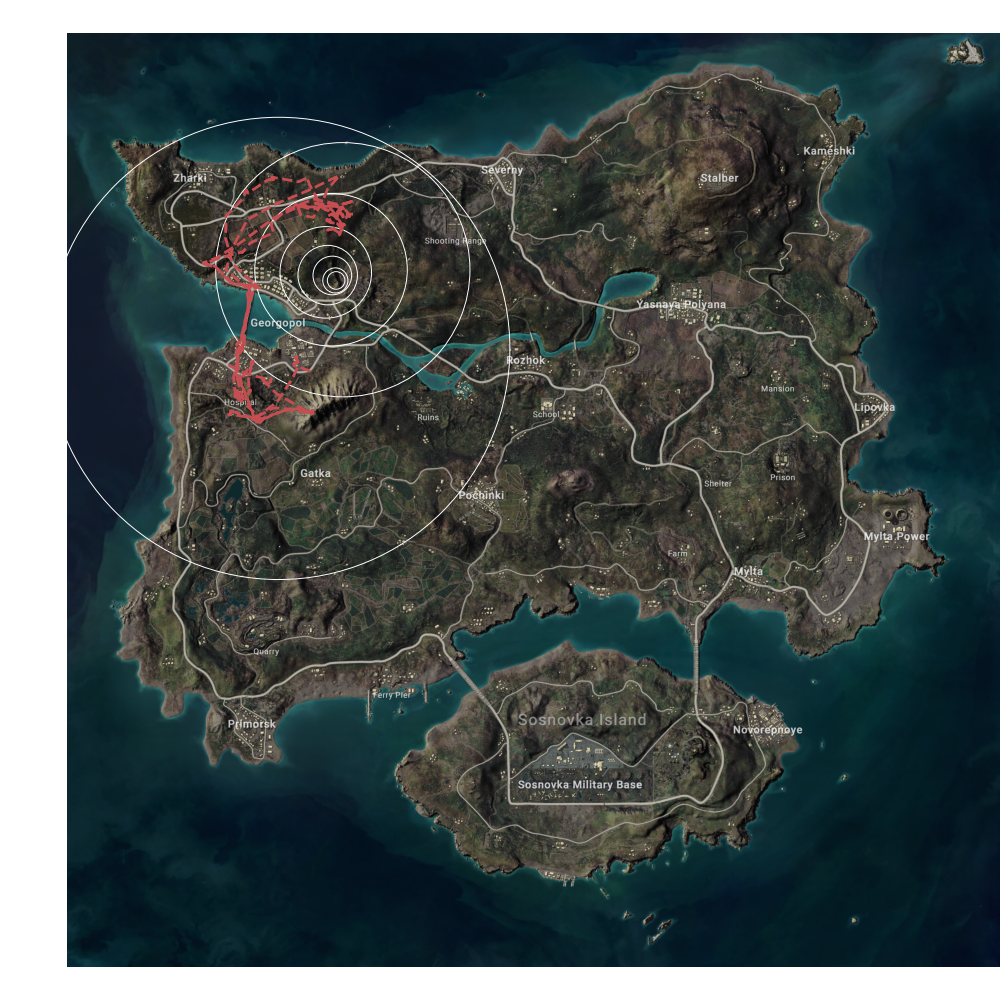 Kameshki
Severny
Zharki
Stalber
Shooting Range
Yasnaya Polyana
Georgopol
Rozhok
Mansion
Hospital
Lipovka
School
Ruins
Gatka
Prison
Shelter
Pochinki
Mylta Power
Farm
Mylta
Quarry
Ferry Pier
Sosnovka Island
Primorsk
Novorepnoye
Sosnovka Military Base